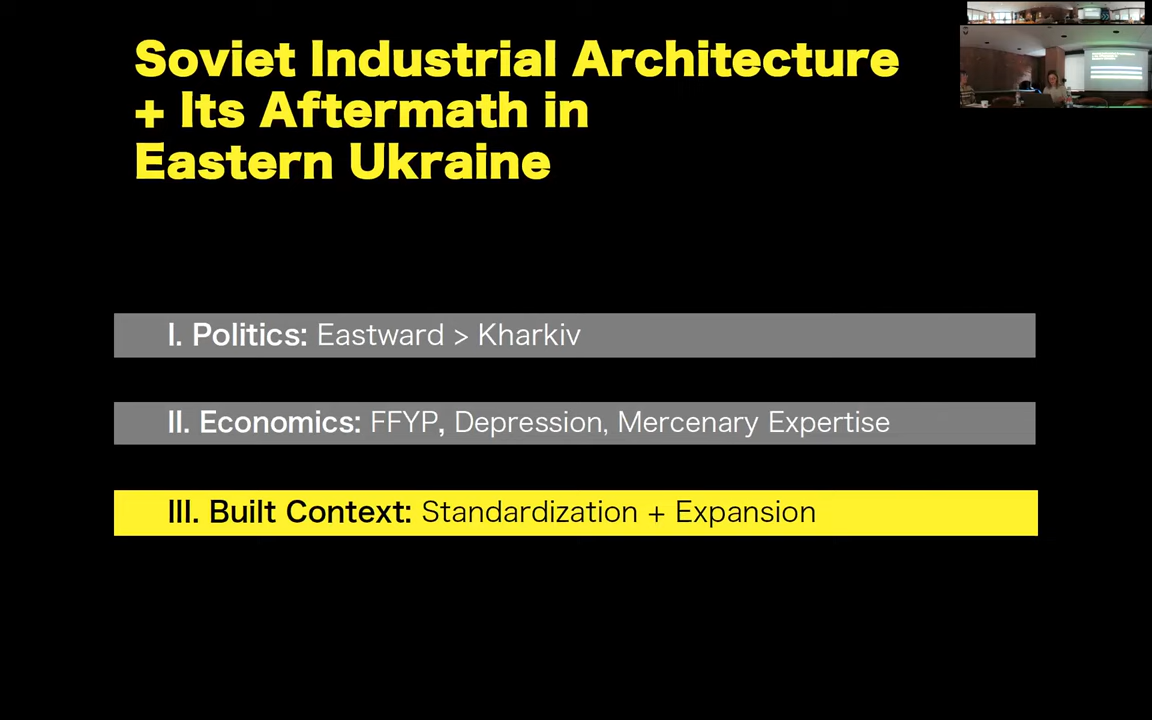 Soviet Industrial Architecture
+ Its Aftermath in
Eastern Ukraine
I. Politics: Eastward > Kharkiv
II. Economics: FFYP, Depression, Mercenary Expertise
III. Built Context: Standardization + Expansion